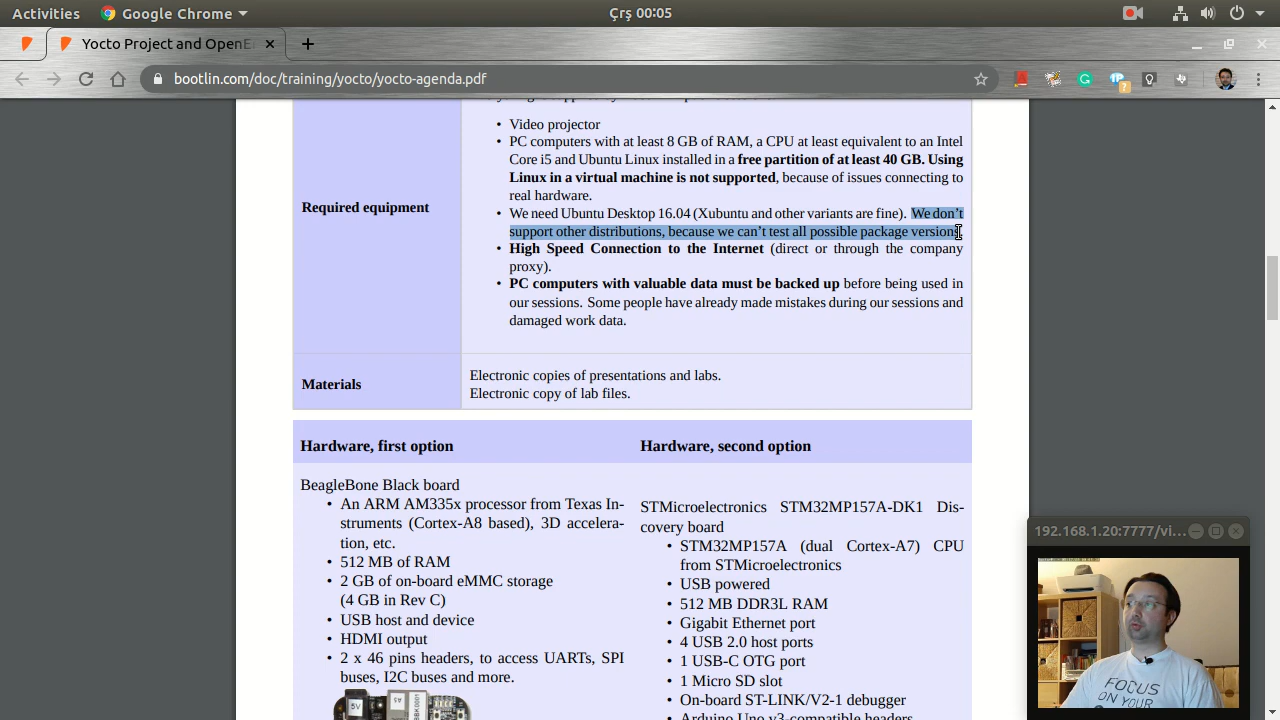 Activities Google Chrome Çrş 00:05
Yocto Project and OpenE
bootlin.com/doc/training/yocto/yocto-agenda.pdf
Required equipment
• Video projector
• PC computers with at least 8 GB of RAM, a CPU at least equivalent to an Intel
Core i5 and Ubuntu Linux installed in a free partition of at least 40 GB. Using
Linux in a virtual machine is not supported, because of issues connecting to
real hardware.
• We need Ubuntu Desktop 16.04 (Xubuntu and other variants are fine). We don't
support other distributions, because we can't test all possible package versions.
• High Speed Connection to the Internet (direct or through the company
proxy).
• PC computers with valuable data must be backed up before being used in
our sessions. Some people have already made mistakes during our sessions and
damaged work data.
Materials
Electronic copies of presentations and labs.
Electronic copy of lab files.
Hardware, first option
BeagleBone Black board
• An ARM AM335x processor from Texas In-
struments (Cortex-A8 based), 3D accelera-
tion, etc.
• 512 MB of RAM
• 2 GB of on-board eMMC storage
(4 GB in Rev C)
• USB host and device
• HDMI output
• 2 x 46 pins headers, to access UARTs, SPI
buses, I2C buses and more.
5V
Hardware, second option
STMicroelectronics STM32MP157A-DK1 Dis-
covery board
• STM32MP157A (dual Cortex-A7) CPU
from STMicroelectronics
• USB powered
• 512 MB DDR3L RAM
• Gigabit Ethernet port
• 4 USB 2.0 host ports
• 1 USB-C OTG port
• 1 Micro SD slot
• On-board ST-LINK/V2-1 debugger
• Arduino Uno v3-compatible headers
192.168.1.20:7777/vi...
FOCUS
ON YOUR